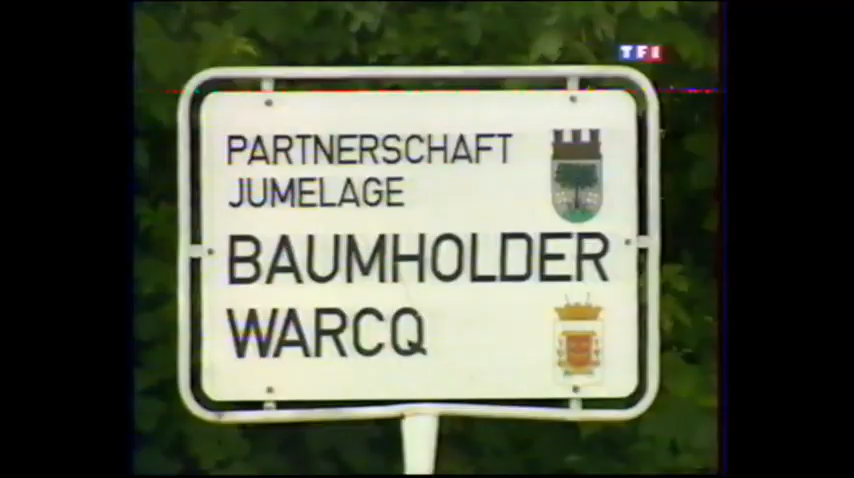 TF1
PARTNERSCHAFT
JUMELAGE
BAUMHOLDER
WARCQ